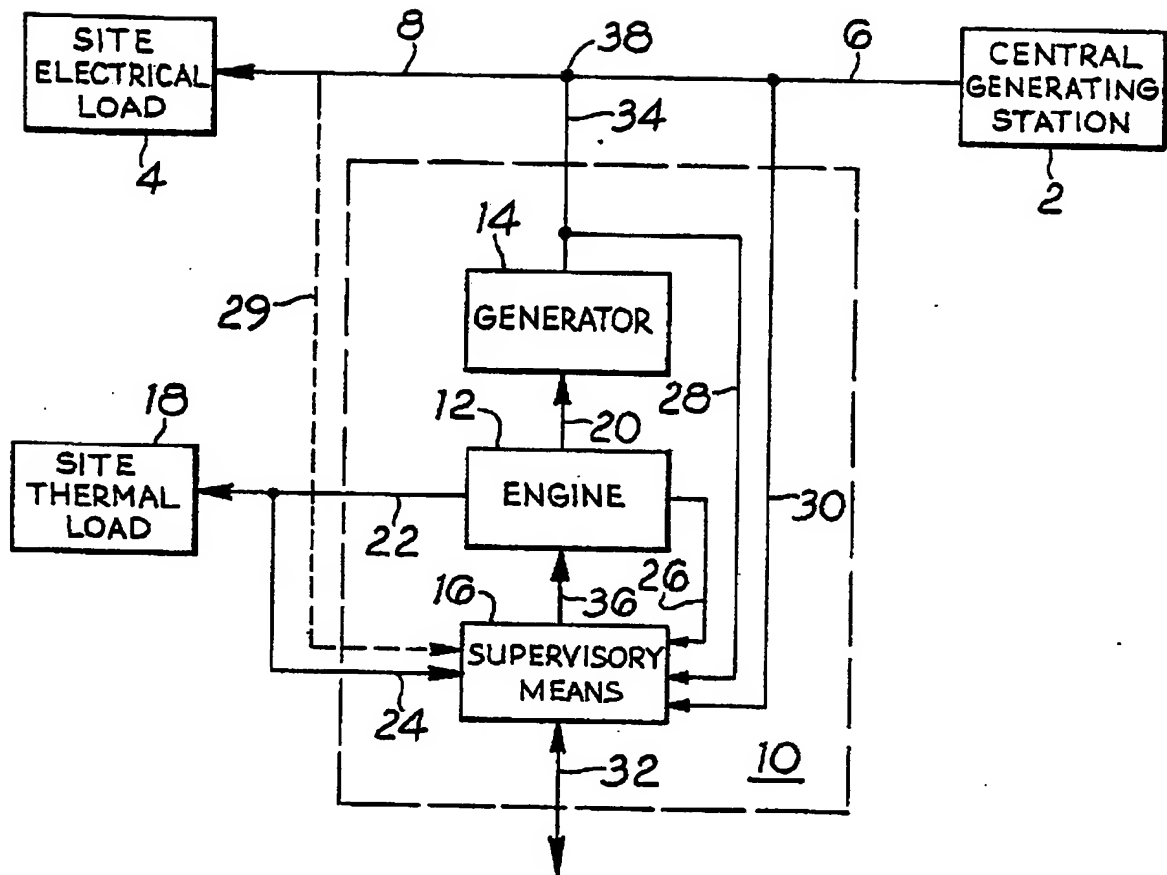 SITE
ELECTRICAL
LOAD
4
8
38
6
CENTRAL
GENERATING
STATION
2
34
14
GENERATOR
29
28
18
SITE
THERMAL
LOAD
12
20
ENGINE
22
30
26
16
36
SUPERVISORY
MEANS
24
32
10